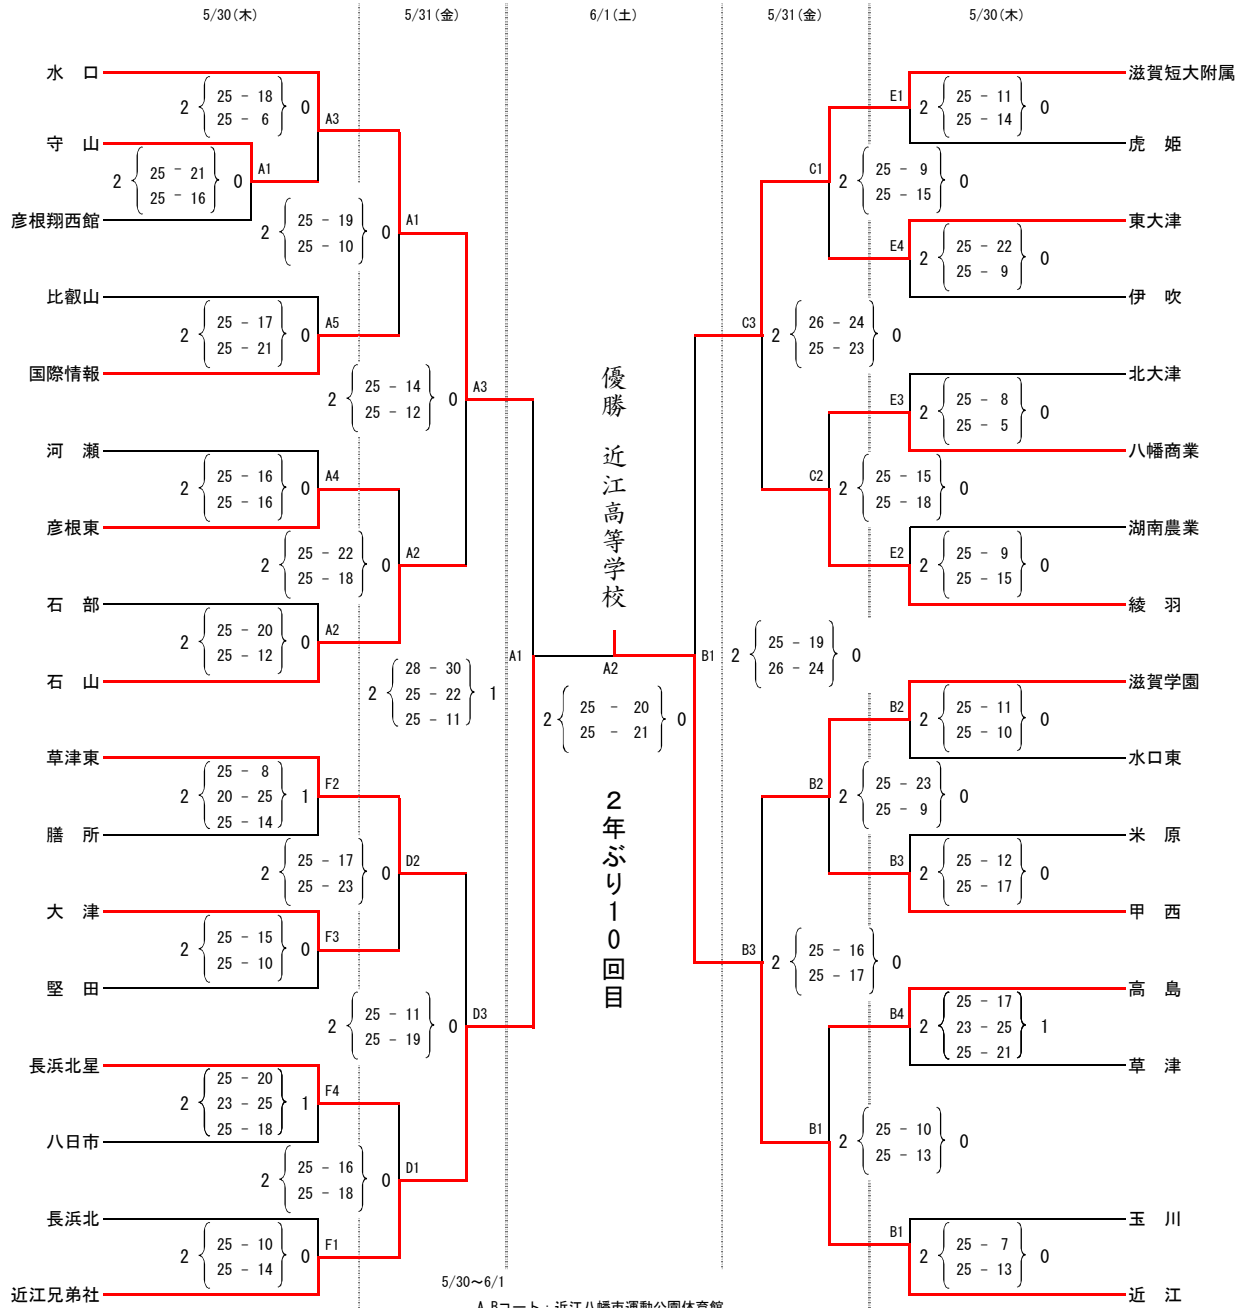 5/30(木)
5/31(金)
6/1(土)
5/31(金)
5/30(木)
水 口
2 25 - 18 0
25 - 6
A3
守 山
2 25 - 21 0
25 - 16
A1
彦根翔西館
2 25 - 19 0
25 - 10
A1
比叡山
2 25 - 17 0
25 - 21
A5
国際情報
2 25 - 14 0
25 - 12
A3
河 瀬
2 25 - 16 0
25 - 16
A4
彦根東
2 25 - 22 0
25 - 18
A2
石 部
2 25 - 20 0
25 - 12
A2
石 山
2 28 - 30 1
25 - 22
25 - 11
A1
草津東
2 25 - 8 1
20 - 25
25 - 14
F2
膳 所
2 25 - 17 0
25 - 23
D2
大 津
2 25 - 15 0
25 - 10
F3
堅 田
2 25 - 11 0
25 - 19
D3
長浜北星
2 25 - 20 1
23 - 25
25 - 18
F4
八日市
2 25 - 16 0
25 - 18
D1
長浜北
2 25 - 10 0
25 - 14
F1
近江兄弟社
優勝 近江高等学校
A2
2 25 - 20 0
25 - 21
2年ぶり10回目
滋賀短大附属
E1
2 25 - 11 0
25 - 14
虎 姫
C1
2 25 - 9 0
25 - 15
東大津
E4
2 25 - 22 0
25 - 9
伊 吹
C3
2 26 - 24 0
25 - 23
北大津
E3
2 25 - 8 0
25 - 5
八幡商業
C2
2 25 - 15 0
25 - 18
湖南農業
E2
2 25 - 9 0
25 - 15
綾 羽
B1
2 25 - 19 0
26 - 24
滋賀学園
B2
2 25 - 11 0
25 - 10
水口東
B2
2 25 - 23 0
25 - 9
米 原
B3
2 25 - 12 0
25 - 17
甲 西
B3
2 25 - 16 0
25 - 17
高 島
B4
2 25 - 17 1
23 - 25
25 - 21
草 津
B1
2 25 - 10 0
25 - 13
玉 川
B1
2 25 - 7 0
25 - 13
近 江
5/30～6/1
A,Bコート：近江八幡市運動公園体育館